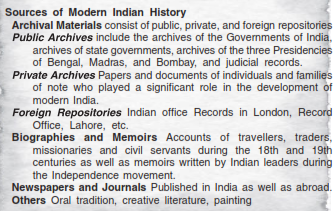 Sources of Modern Indian History
Archival Materials consist of public, private, and foreign repositories
Public Archives include the archives of the Governments of India,
archives of state governments, archives of the three Presidencies
of Bengal, Madras, and Bombay, and judicial records.
Private Archives Papers and documents of individuals and families
of note who played a significant role in the development of
modern India.
Foreign Repositories Indian office Records in London, Record
Office, Lahore, etc.
Biographies and Memoirs Accounts of travellers, traders,
missionaries and civil servants during the 18th and 19th
centuries as well as memoirs written by Indian leaders during
the Independence movement.
Newspapers and Journals Published in India as well as abroad.
Others Oral tradition, creative literature, painting